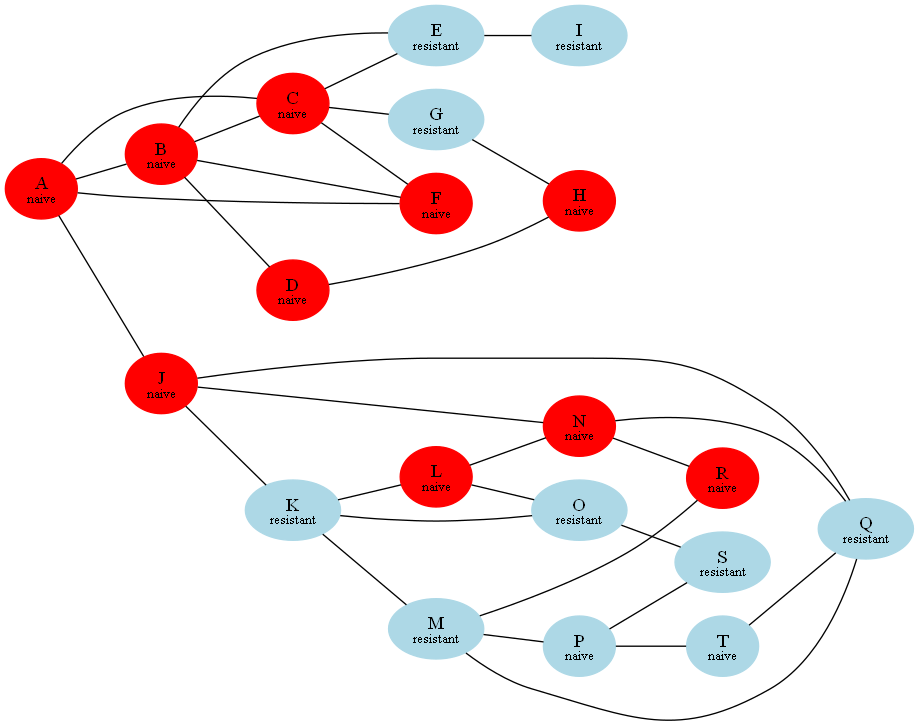 E
resistant
I
resistant
C
naive
G
resistant
B
naive
A
naive
F
naive
H
naive
D
naive
J
naive
N
naive
L
naive
R
naive
K
resistant
O
resistant
Q
resistant
S
resistant
M
resistant
P
naive
T
naive